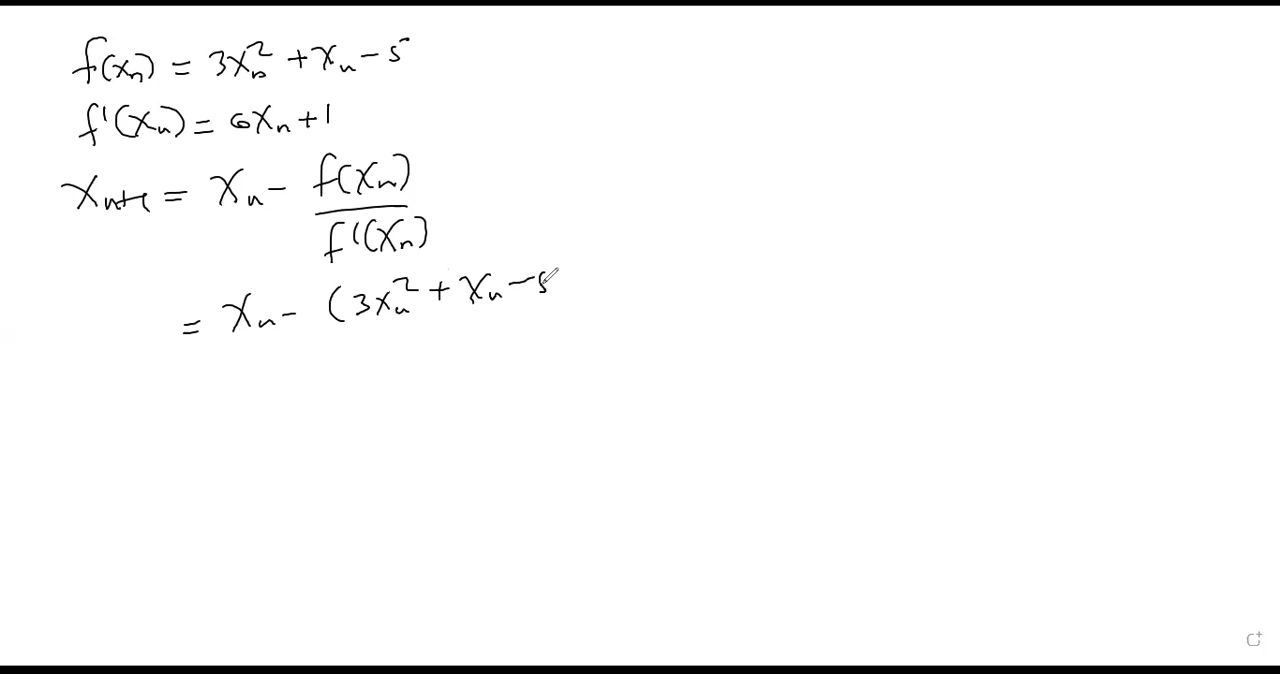 f(xₙ) = 3xₙ² + xₙ - 5
f'(xₙ) = 6xₙ + 1
xₙ₊₁ = xₙ - f(xₙ) / f'(xₙ)
= xₙ - (3xₙ² + xₙ - 5